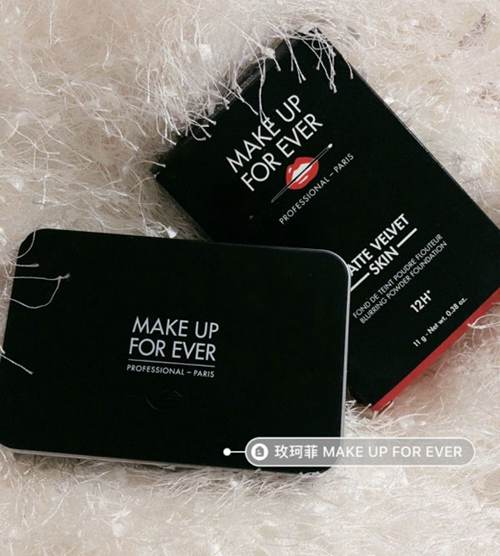 MAKE UP
FOR EVER
PROFESSIONAL – PARIS
MATTE VELVET
SKIN
FOND DE TEINT POUDRE FLOUTEUR
BLURRING POWDER FOUNDATION
12H*
11 g - Net wt. 0.38 oz.
MAKE UP
FOR EVER
PROFESSIONAL – PARIS
玫珂菲 MAKE UP FOR EVER